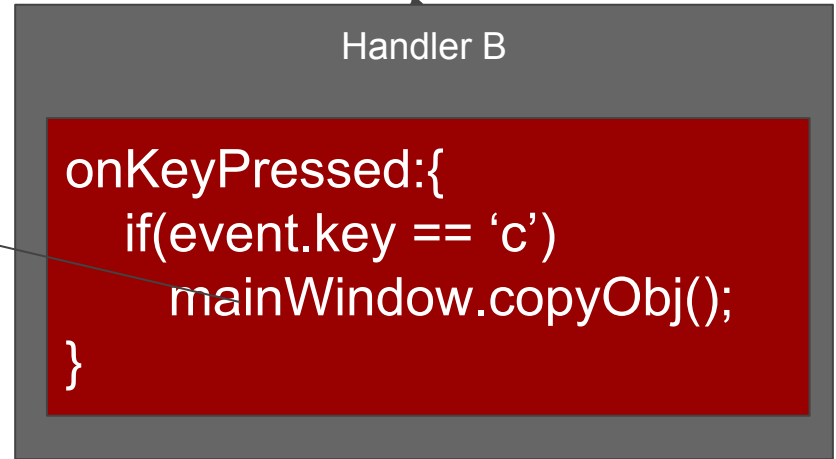 Handler B
onKeyPressed:{
if(event.key == ‘c’)
mainWindow.copyObj();
}